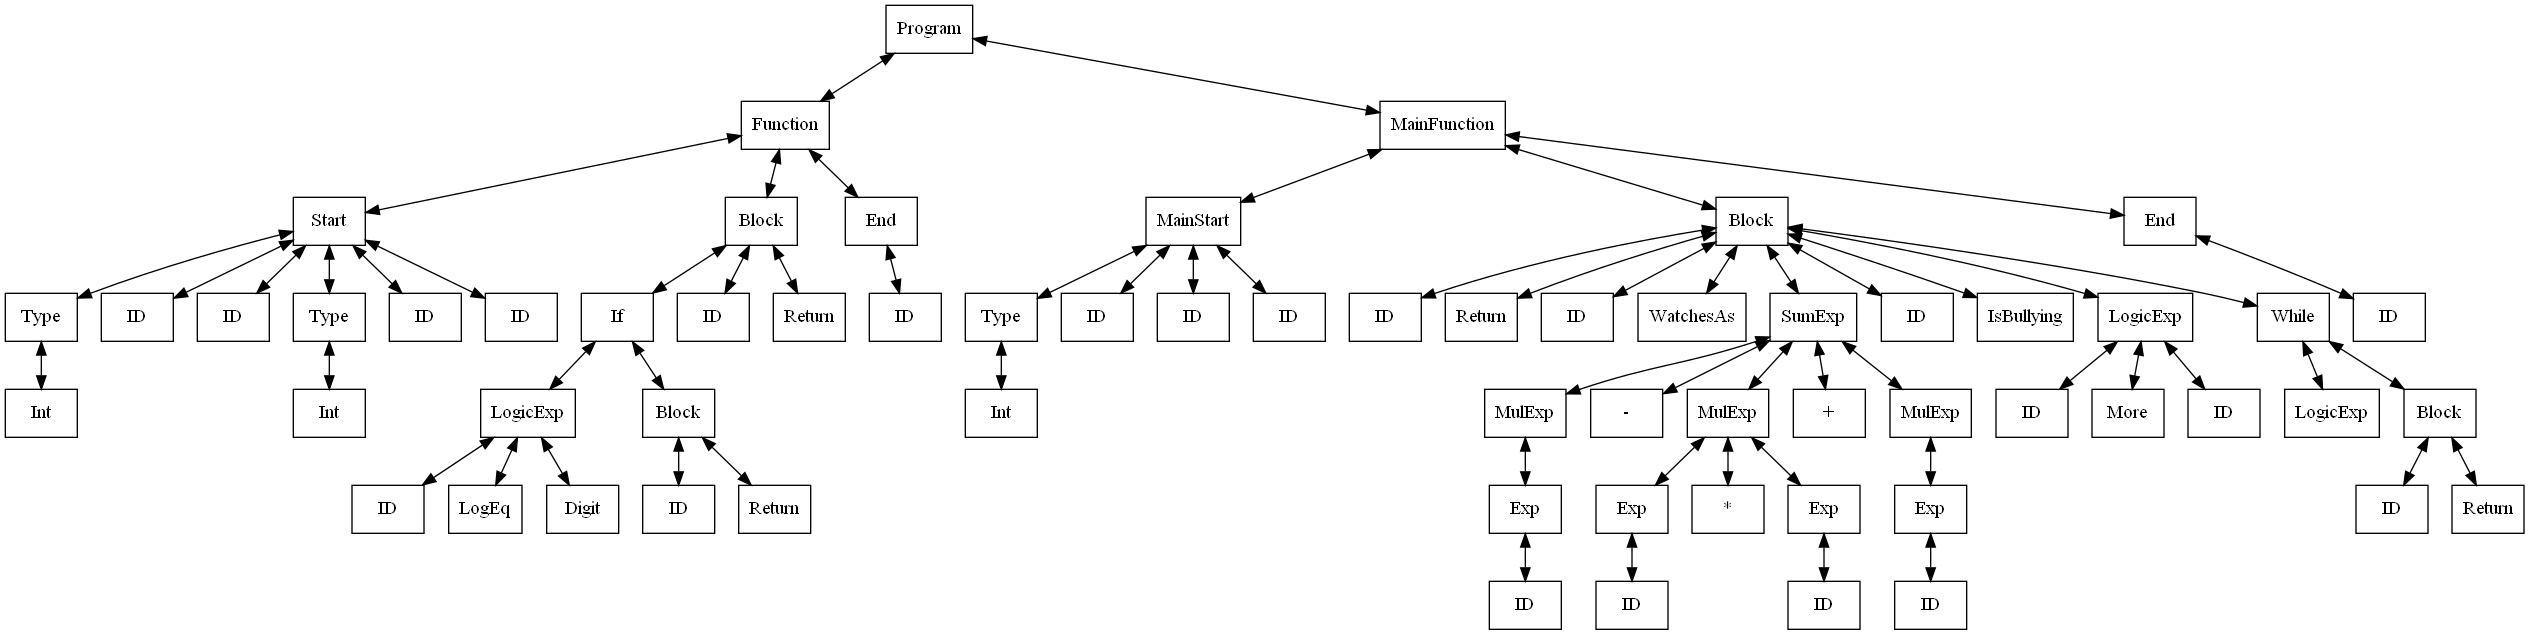 Program
Function MainFunction
Start Block End MainStart Block End
Type ID ID Type ID ID If ID Return ID Type ID ID ID ID Return ID WatchesAs SumExp ID IsBullying LogicExp While ID
Int Int LogicExp Block Int MulExp - MulExp + MulExp ID More ID LogicExp Block
ID LogEq Digit ID Return Exp Exp * Exp Exp ID Return
ID ID ID ID